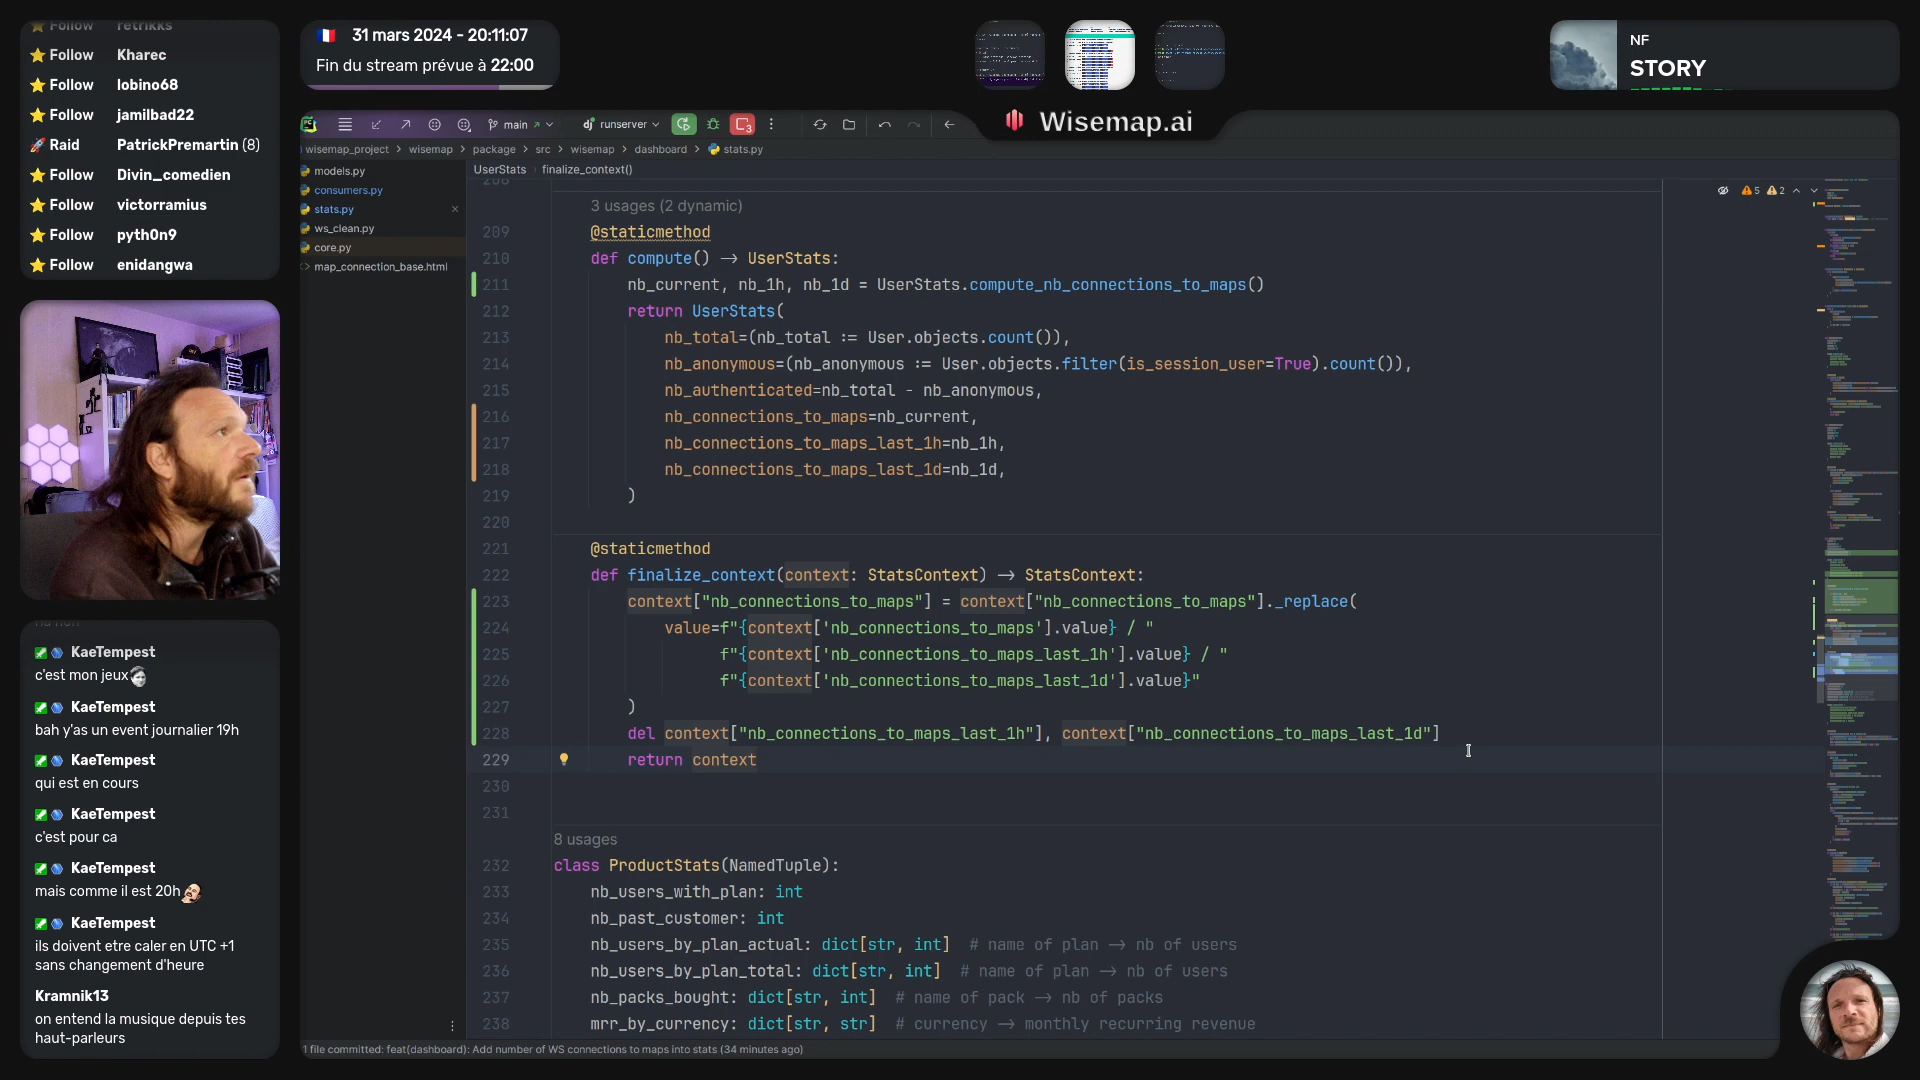 Follow retrikks
Follow Kharec
Follow lobino68
Follow jamilbad22
Raid PatrickPremartin (8)
Follow Divin_comedien
Follow victorramius
Follow pyth0n9
Follow enidangwa
31 mars 2024 - 20:11:07
Fin du stream prévue à 22:00
NF
STORY
main
runserver
3
Wisemap.ai
wisemap_project > wisemap > package > src > wisemap > dashboard > stats.py
models.py
consumers.py
stats.py
ws_clean.py
core.py
map_connection_base.html
UserStats finalize_context()
5 2
208
3 usages (2 dynamic)
209 @staticmethod
210 def compute() → UserStats:
211 nb_current, nb_1h, nb_1d = UserStats.compute_nb_connections_to_maps()
212 return UserStats(
213 nb_total=(nb_total := User.objects.count()),
214 nb_anonymous=(nb_anonymous := User.objects.filter(is_session_user=True).count()),
215 nb_authenticated=nb_total - nb_anonymous,
216 nb_connections_to_maps=nb_current,
217 nb_connections_to_maps_last_1h=nb_1h,
218 nb_connections_to_maps_last_1d=nb_1d,
219 )
220
221 @staticmethod
222 def finalize_context(context: StatsContext) → StatsContext:
223 context["nb_connections_to_maps"] = context["nb_connections_to_maps"]._replace(
224 value=f"{context['nb_connections_to_maps'].value} / "
225 f"{context['nb_connections_to_maps_last_1h'].value} / "
226 f"{context['nb_connections_to_maps_last_1d'].value}"
227 )
228 del context["nb_connections_to_maps_last_1h"], context["nb_connections_to_maps_last_1d"]
229 return context
230
231
8 usages
232 class ProductStats(NamedTuple):
233 nb_users_with_plan: int
234 nb_past_customer: int
235 nb_users_by_plan_actual: dict[str, int] # name of plan → nb of users
236 nb_users_by_plan_total: dict[str, int] # name of plan → nb of users
237 nb_packs_bought: dict[str, int] # name of pack → nb of packs
238 mrr_by_currency: dict[str, str] # currency → monthly recurring revenue
1 file committed: feat(dashboard): Add number of WS connections to maps into stats (34 minutes ago)
KaeTempest
c'est mon jeux
KaeTempest
bah y'as un event journalier 19h
KaeTempest
qui est en cours
KaeTempest
c'est pour ca
KaeTempest
mais comme il est 20h
KaeTempest
ils doivent etre caler en UTC +1
sans changement d'heure
Kramnik13
on entend la musique depuis tes
haut-parleurs